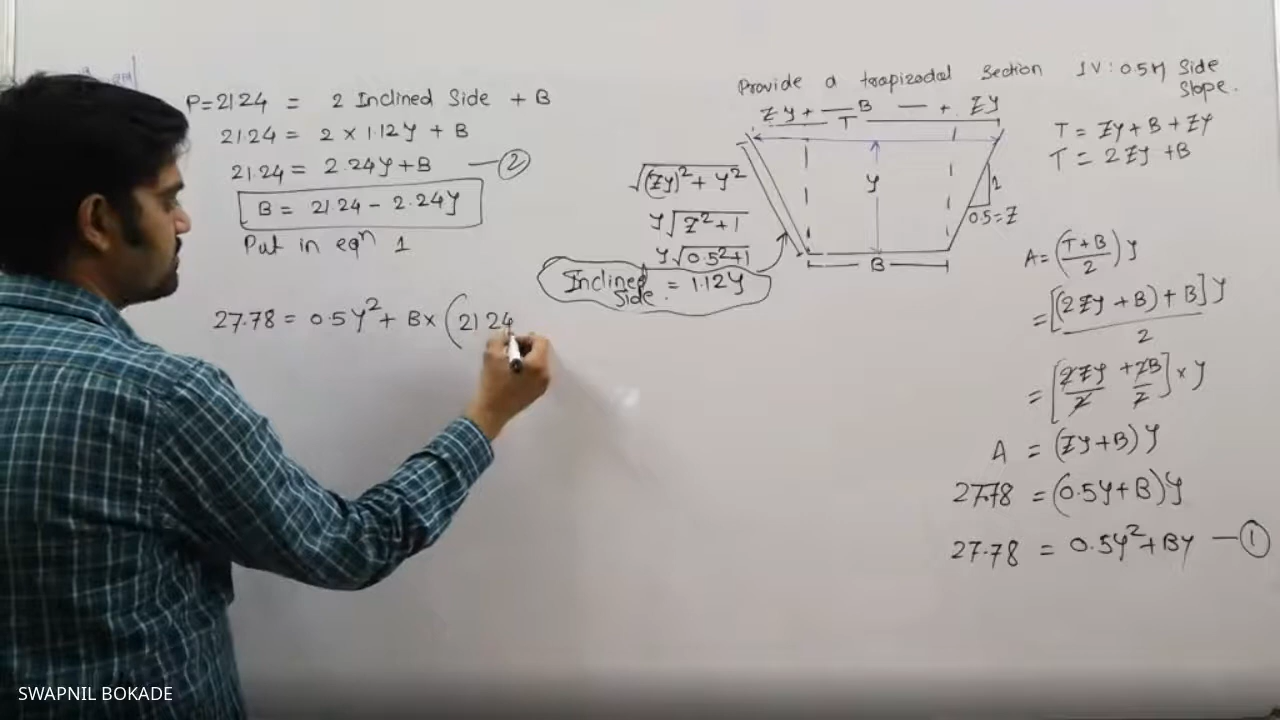 P=21.24 = 2 Inclined Side + B
21.24 = 2 x 1.12y + B
21.24 = 2.24y+B —②
B = 21.24 - 2.24y
Put in eqⁿ 1
27.78 = 0.5y²+ Bx (21 24
Provide a trapizodal Section 1V:0.5H Side
Slope.
Zy + B + Zy
T
T = Zy+B+Zy
T = 2Zy +B
√(Zy)²+ y²
y√Z²+1
y√0.5²+1
Inclined Side = 1.12y
y
1
0.5=Z
B
A=(T+B/2)y
=[(2Zy +B)+B]y/2
=[2Zy/2 +2B/2]xy
A = (Zy+B)y
27.78 =(0.5y+B)y
27.78 = 0.5y²+By —①
SWAPNIL BOKADE